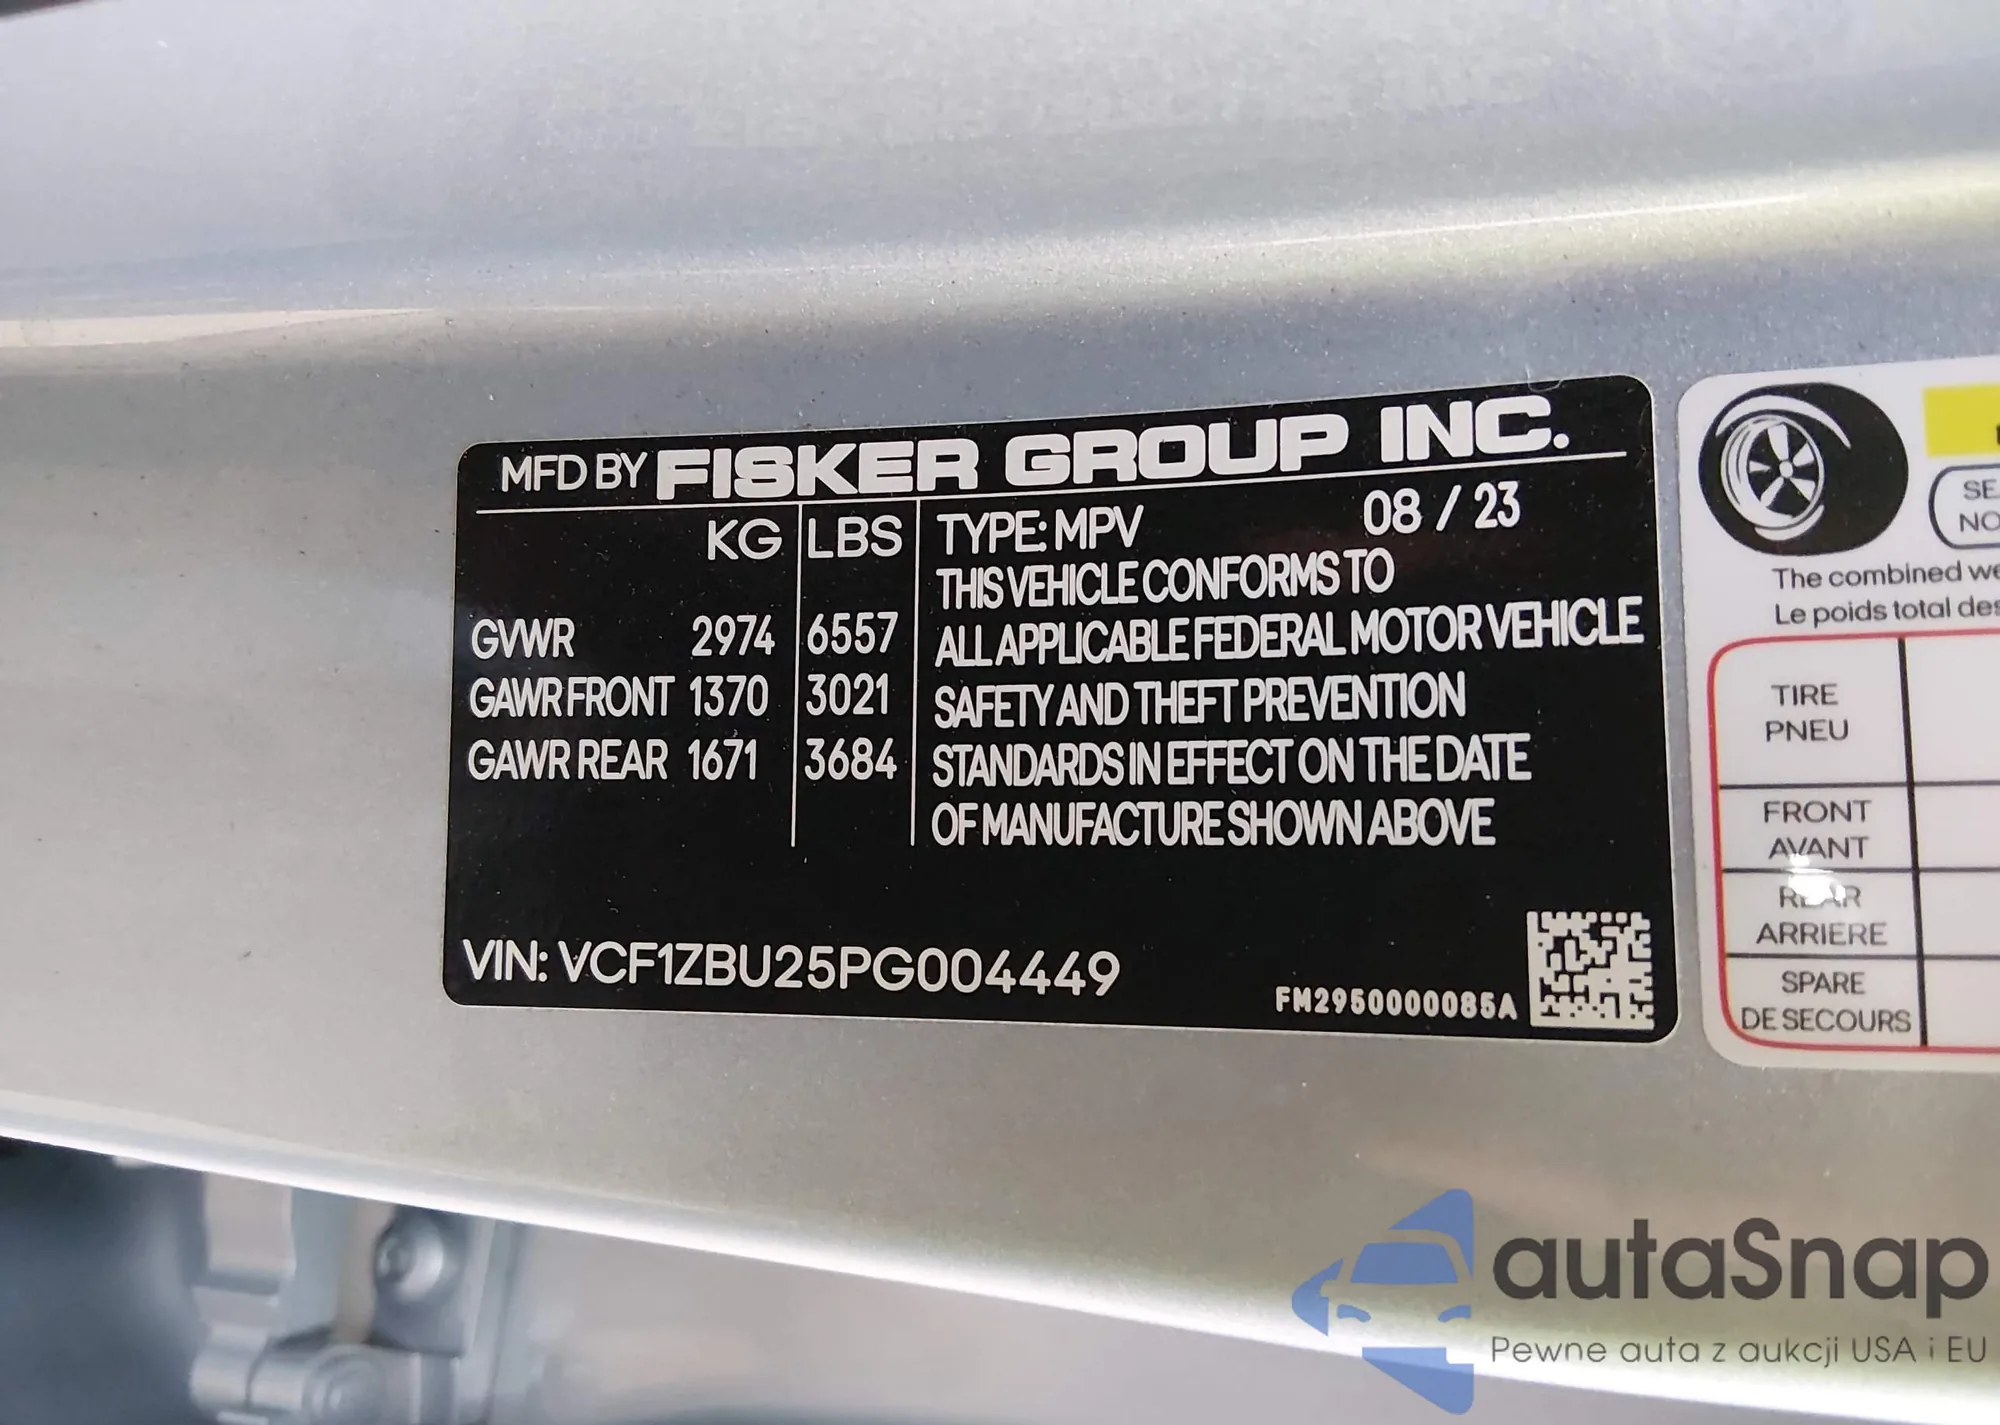 MFD BY FISKER GROUP INC.
KG LBS
GVWR 2974 6557
GAWR FRONT 1370 3021
GAWR REAR 1671 3684
TYPE: MPV 08 / 23
THIS VEHICLE CONFORMS TO
ALL APPLICABLE FEDERAL MOTOR VEHICLE
SAFETY AND THEFT PREVENTION
STANDARDS IN EFFECT ON THE DATE
OF MANUFACTURE SHOWN ABOVE
VIN: VCF1ZBU25PG004449
FM2950000085A
SE
NO
The combined we
Le poids total des
TIRE
PNEU
FRONT
AVANT
REAR
ARRIERE
SPARE
DE SECOURS
autaSnap
Pewne auta z aukcji USA i EU